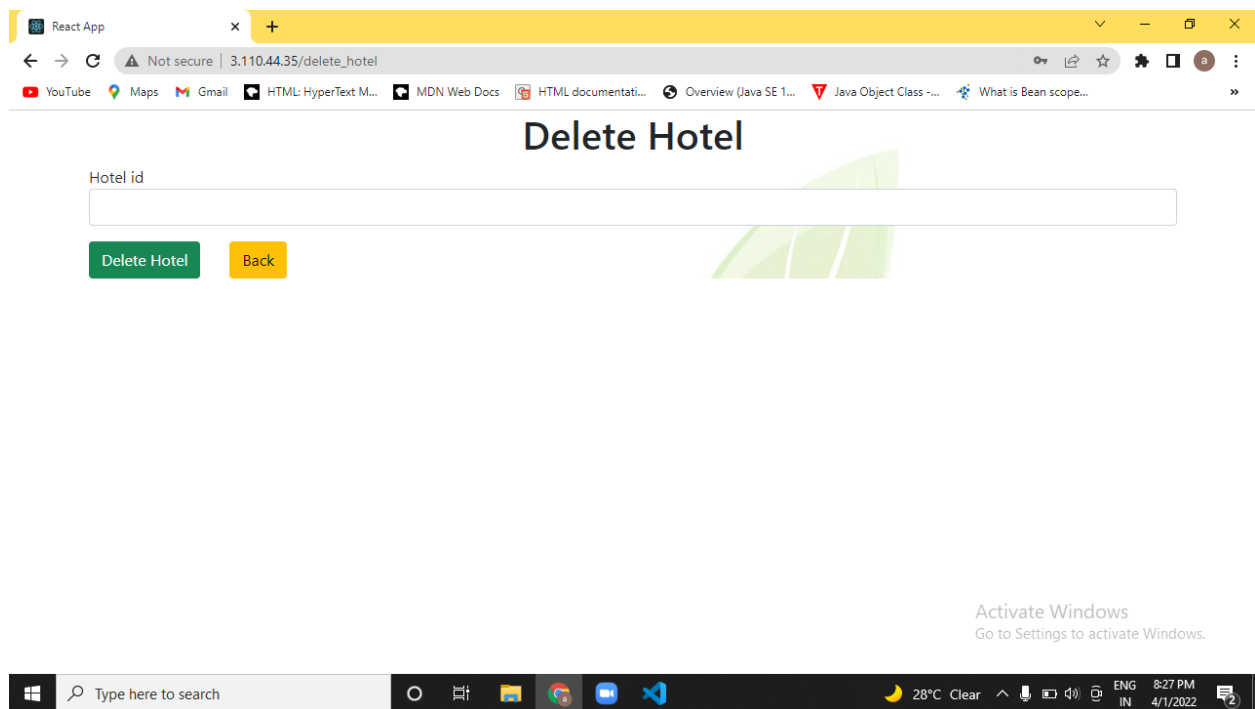 React App
Not secure | 3.110.44.35/delete_hotel
a
YouTube Maps Gmail HTML: HyperText M... MDN Web Docs HTML documentati... Overview (Java SE 1... Java Object Class -... What is Bean scope... »
Delete Hotel
Hotel id
Delete Hotel Back
Activate Windows
Go to Settings to activate Windows.
Type here to search 28°C Clear ENG 8:27 PM
IN 4/1/2022 2